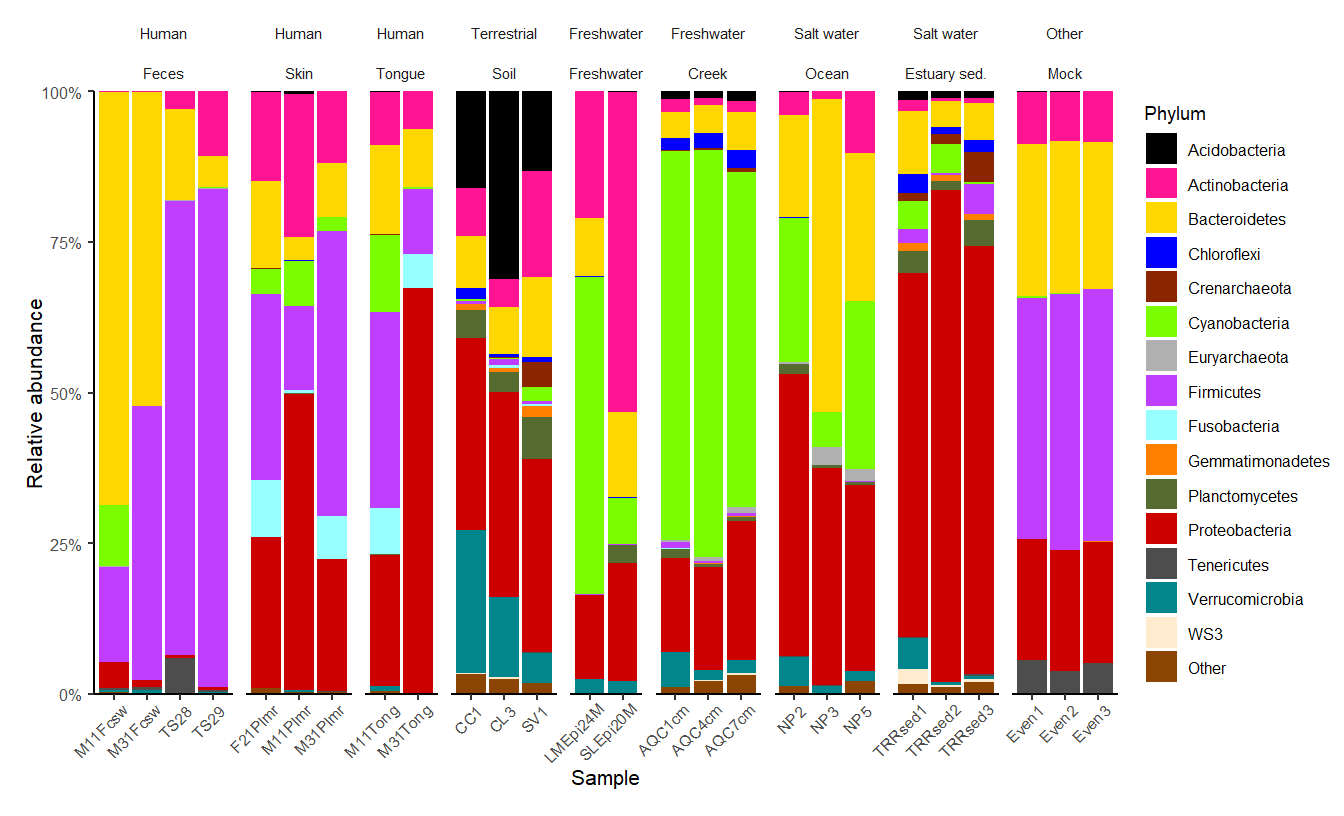 Human Human Human Terrestrial Freshwater Freshwater Salt water Salt water Other
Feces Skin Tongue Soil Freshwater Creek Ocean Estuary sed. Mock
100%
75%
50%
25%
0%
Relative abundance
M11Fcsw M31Fcsw TS28 TS29 F21Plmr M11Plmr M31Plmr M11Tong M31Tong CC1 CL3 SV1 LMEpi24M SLEpi20M AQC1cm AQC4cm AQC7cm NP2 NP3 NP5 TRRsed1 TRRsed2 TRRsed3 Even1 Even2 Even3
Sample
Phylum
Acidobacteria
Actinobacteria
Bacteroidetes
Chloroflexi
Crenarchaeota
Cyanobacteria
Euryarchaeota
Firmicutes
Fusobacteria
Gemmatimonadetes
Planctomycetes
Proteobacteria
Tenericutes
Verrucomicrobia
WS3
Other